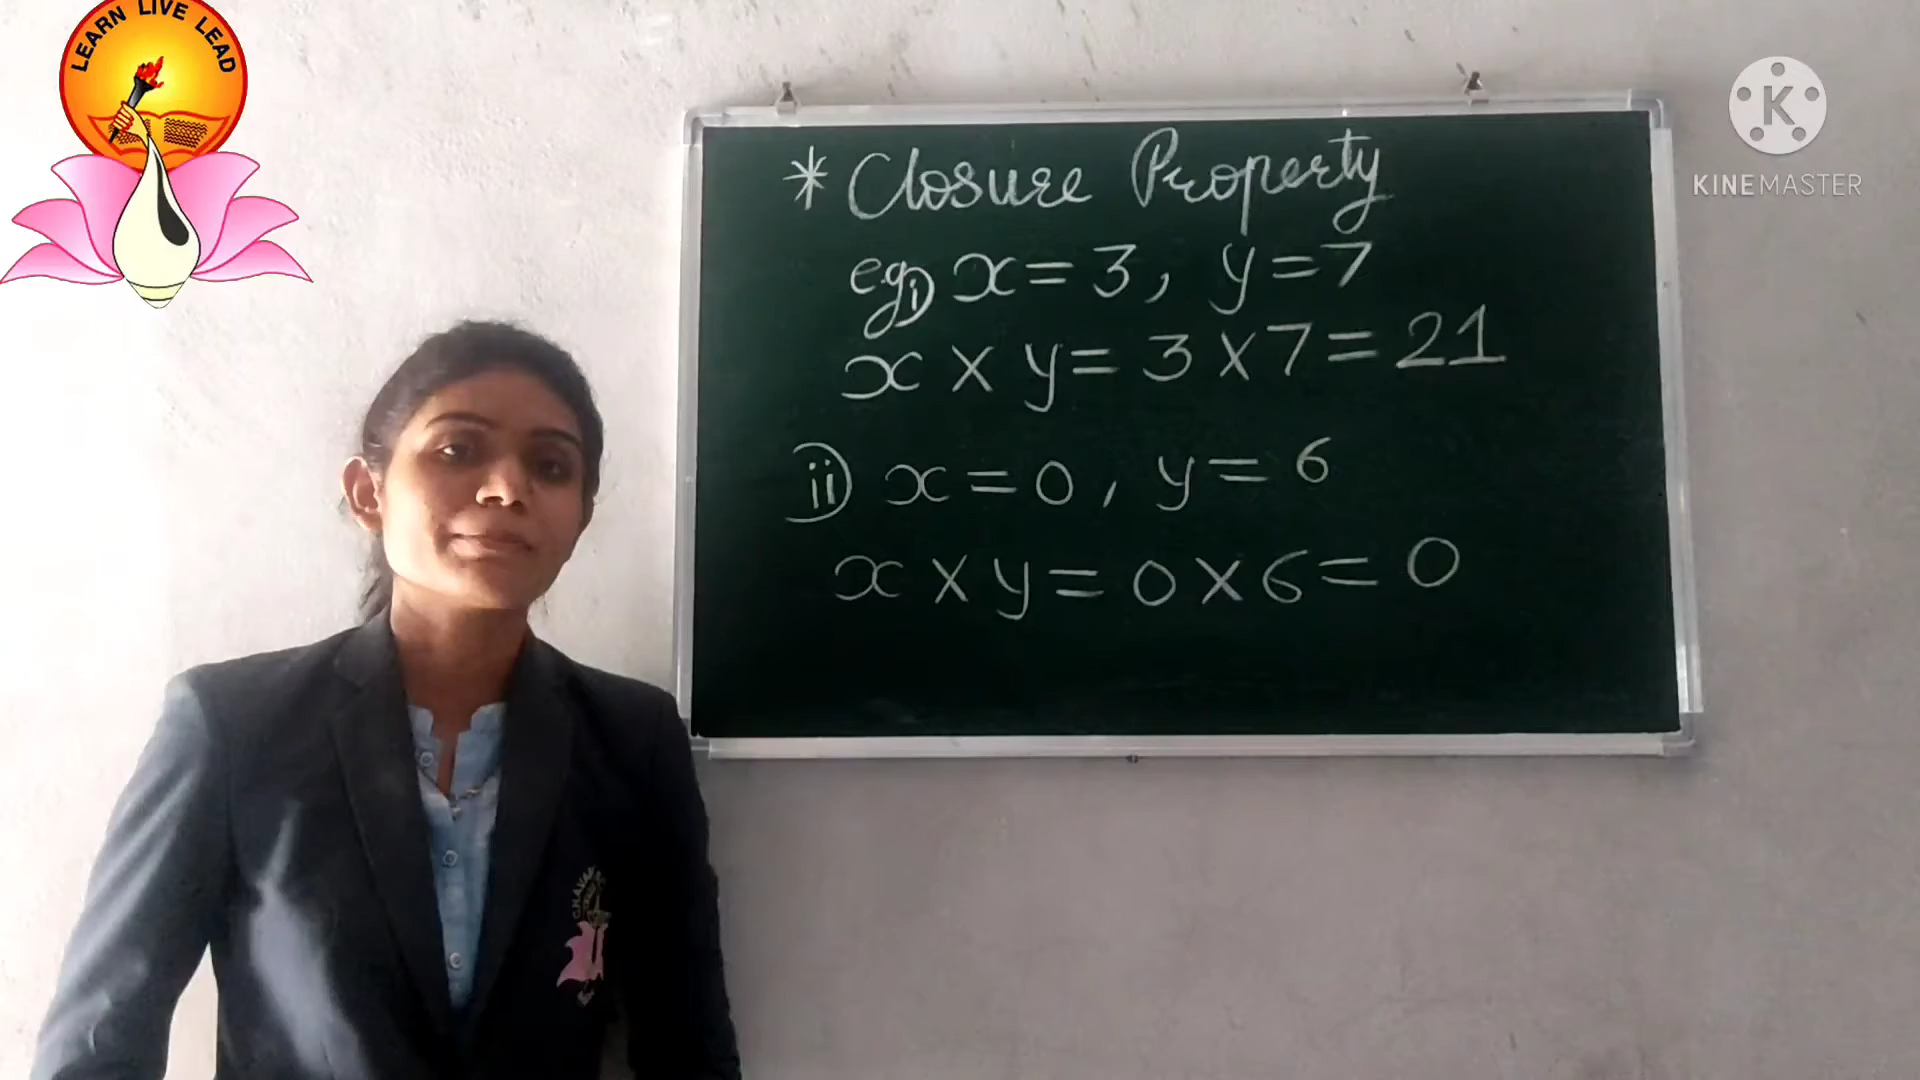 LEARN LIVE LEAD
KINEMASTER
* Closure Property
eg i) x = 3, y = 7
x × y = 3 × 7 = 21
ii) x = 0, y = 6
x × y = 0 × 6 = 0